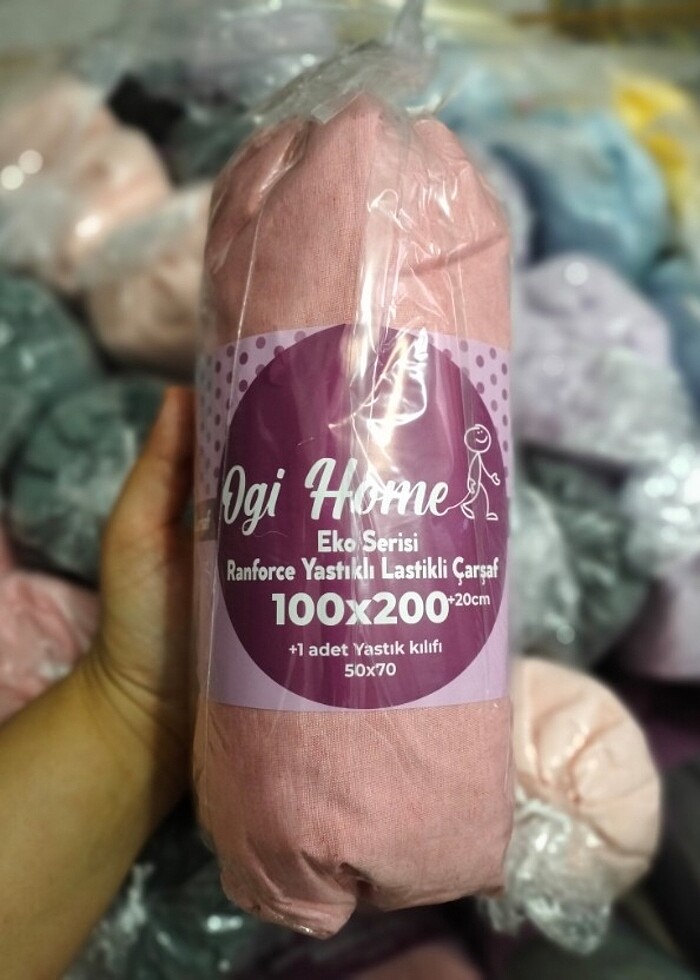 Ogi Home
Eko Serisi
Ranforce Yastıklı Lastikli Çarşaf
100x200+20cm
+1 adet Yastık kılıfı
50x70